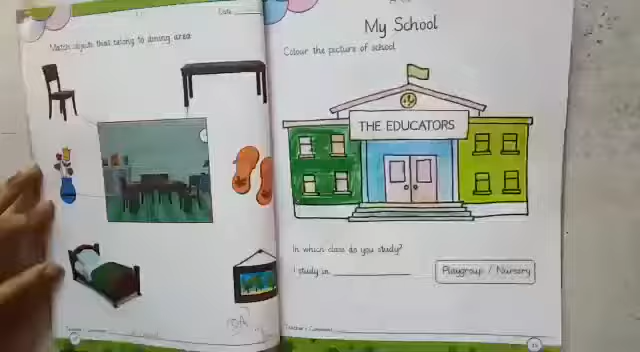 Date
Match objects that belong to dining area
My School
Colour the picture of school
THE EDUCATORS
In which class do you study?
I study in
Playgroup / Nursery
Teacher's Comment